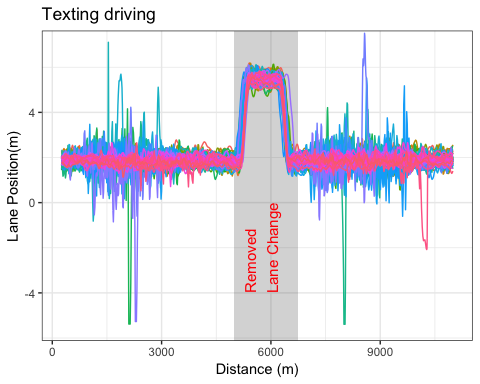 Texting driving
Lane Position(m)
4
0
-4
Removed
Lane Change
0
3000
6000
9000
Distance (m)